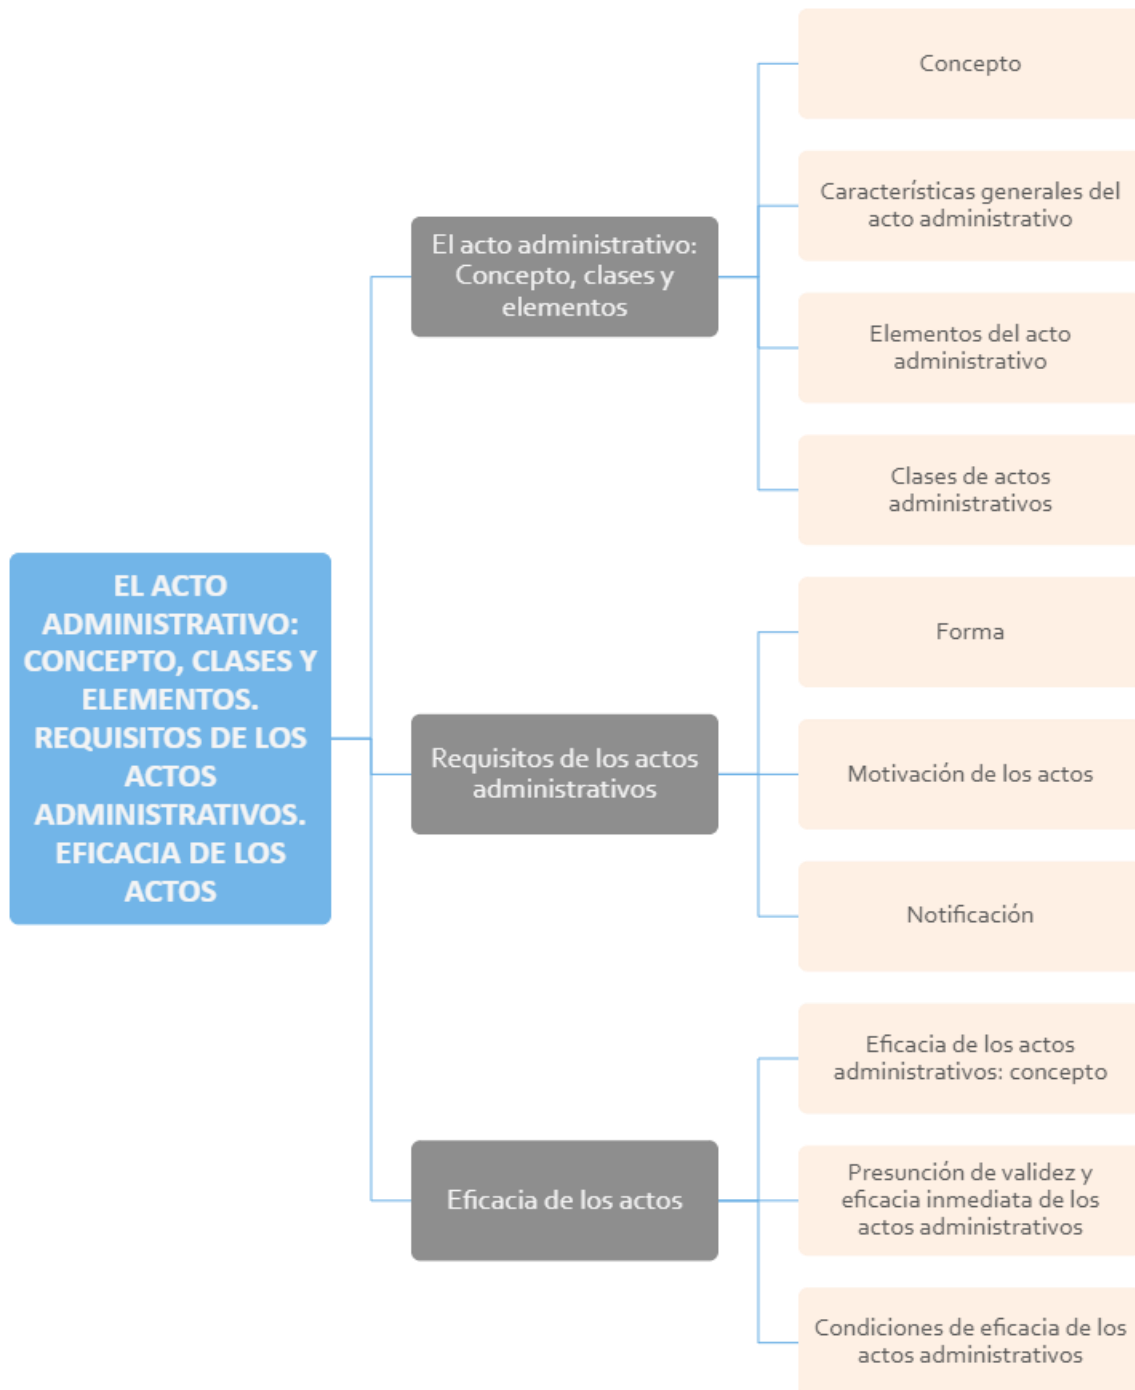 EL ACTO
ADMINISTRATIVO:
CONCEPTO, CLASES Y
ELEMENTOS.
REQUISITOS DE LOS
ACTOS
ADMINISTRATIVOS.
EFICACIA DE LOS
ACTOS
El acto administrativo:
Concepto, clases y
elementos
Concepto
Características generales del
acto administrativo
Elementos del acto
administrativo
Clases de actos
administrativos
Requisitos de los actos
administrativos
Forma
Motivación de los actos
Notificación
Eficacia de los actos
Eficacia de los actos
administrativos: concepto
Presunción de validez y
eficacia inmediata de los
actos administrativos
Condiciones de eficacia de los
actos administrativos